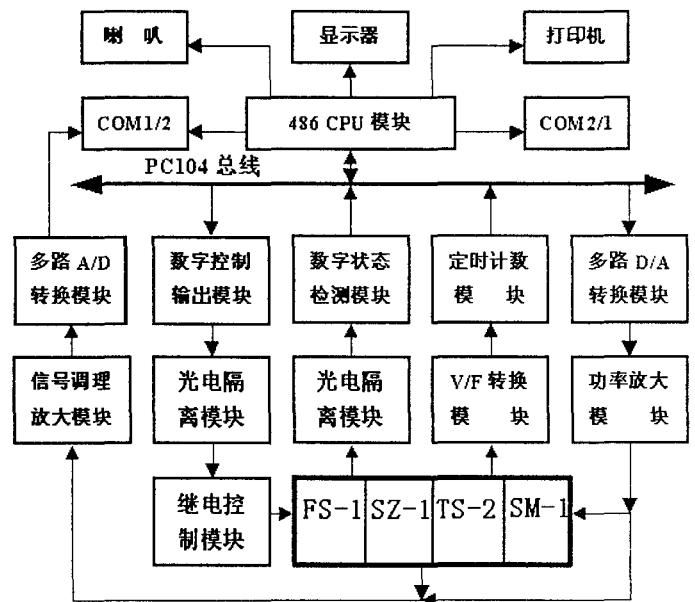 喇 叭
显示器
打印机
COM1/2
486 CPU 模块
COM2/1
PC104 总线
多路 A/D
转换模块
数字控制
输出模块
数字状态
检测模块
定时计数
模 块
多路 D/A
转换模块
信号调理
放大模块
光电隔
离模块
光电隔
离模块
V/F 转换
模 块
功率放大
模 块
继电控
制模块
FS-1
SZ-1
TS-2
SM-1